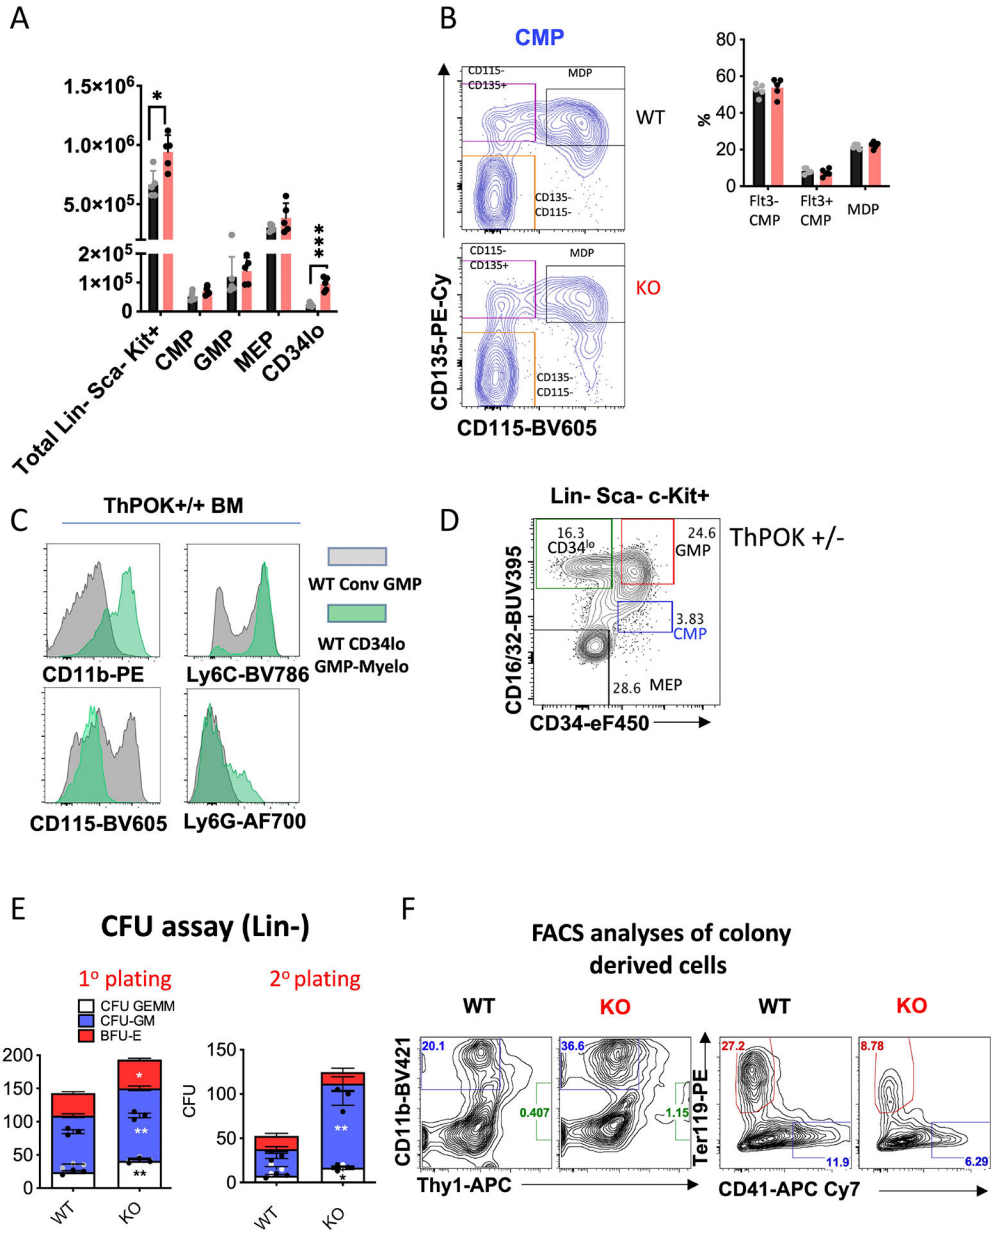 A
1.5×10⁶
1.0×10⁶
5.0×10⁵
2×10⁵
1×10⁵
0
*
***
Total Lin- Sca- Kit+
CMP
GMP
MEP
CD34lo
B
CMP
CD115-
CD135+
MDP
WT
CD135-
CD115-
CD115-
CD135+
MDP
KO
CD135-
CD115-
CD135-PE-Cy
CD115-BV605
80
60
40
20
0
%
Flt3-
CMP
Flt3+
CMP
MDP
C
ThPOK+/+ BM
CD11b-PE
Ly6C-BV786
CD115-BV605
Ly6G-AF700
WT Conv GMP
WT CD34lo
GMP-Myelo
D
Lin- Sca- c-Kit+
ThPOK +/-
16.3
CD34lo
24.6
GMP
3.83
CMP
28.6
MEP
CD16/32-BUV395
CD34-eF450
E
CFU assay (Lin-)
1º plating
2º plating
CFU GEMM
CFU-GM
BFU-E
200
150
100
50
0
*
**
**
WT
KO
CFU
150
100
50
0
**
*
WT
KO
F
FACS analyses of colony
derived cells
WT
KO
WT
KO
20.1
0.407
36.6
1.15
27.2
11.9
8.78
6.29
CD11b-BV421
Thy1-APC
Ter119-PE
CD41-APC Cy7